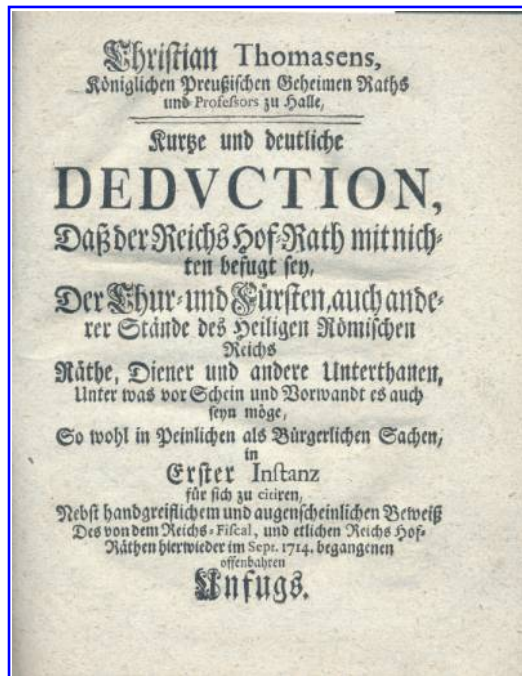 Christian Thomasens,
Königlichen Preußischen Geheimen Raths
und Professors zu Halle,
Kurtze und deutliche
DEDVCTION,
Daß der Reichs Hof-Rath mit nich-
ten befugt sey,
Der Chur- und Fürsten, auch ande-
rer Stände des Heiligen Römischen
Reichs
Räthe, Diener und andere Unterthanen,
Unter was vor Schein und Vorwandt es auch
seyn möge,
So wohl in Peinlichen als Bürgerlichen Sachen,
in
Erster Instanz
für sich zu citiren,
Nebst handgreiflichem und augenscheinlichen Beweiß
Des von dem Reichs-Fiscal, und etlichen Reichs Hof-
Räthen hierwieder im Sept. 1714. begangenen
offenbahren
Unfugs.